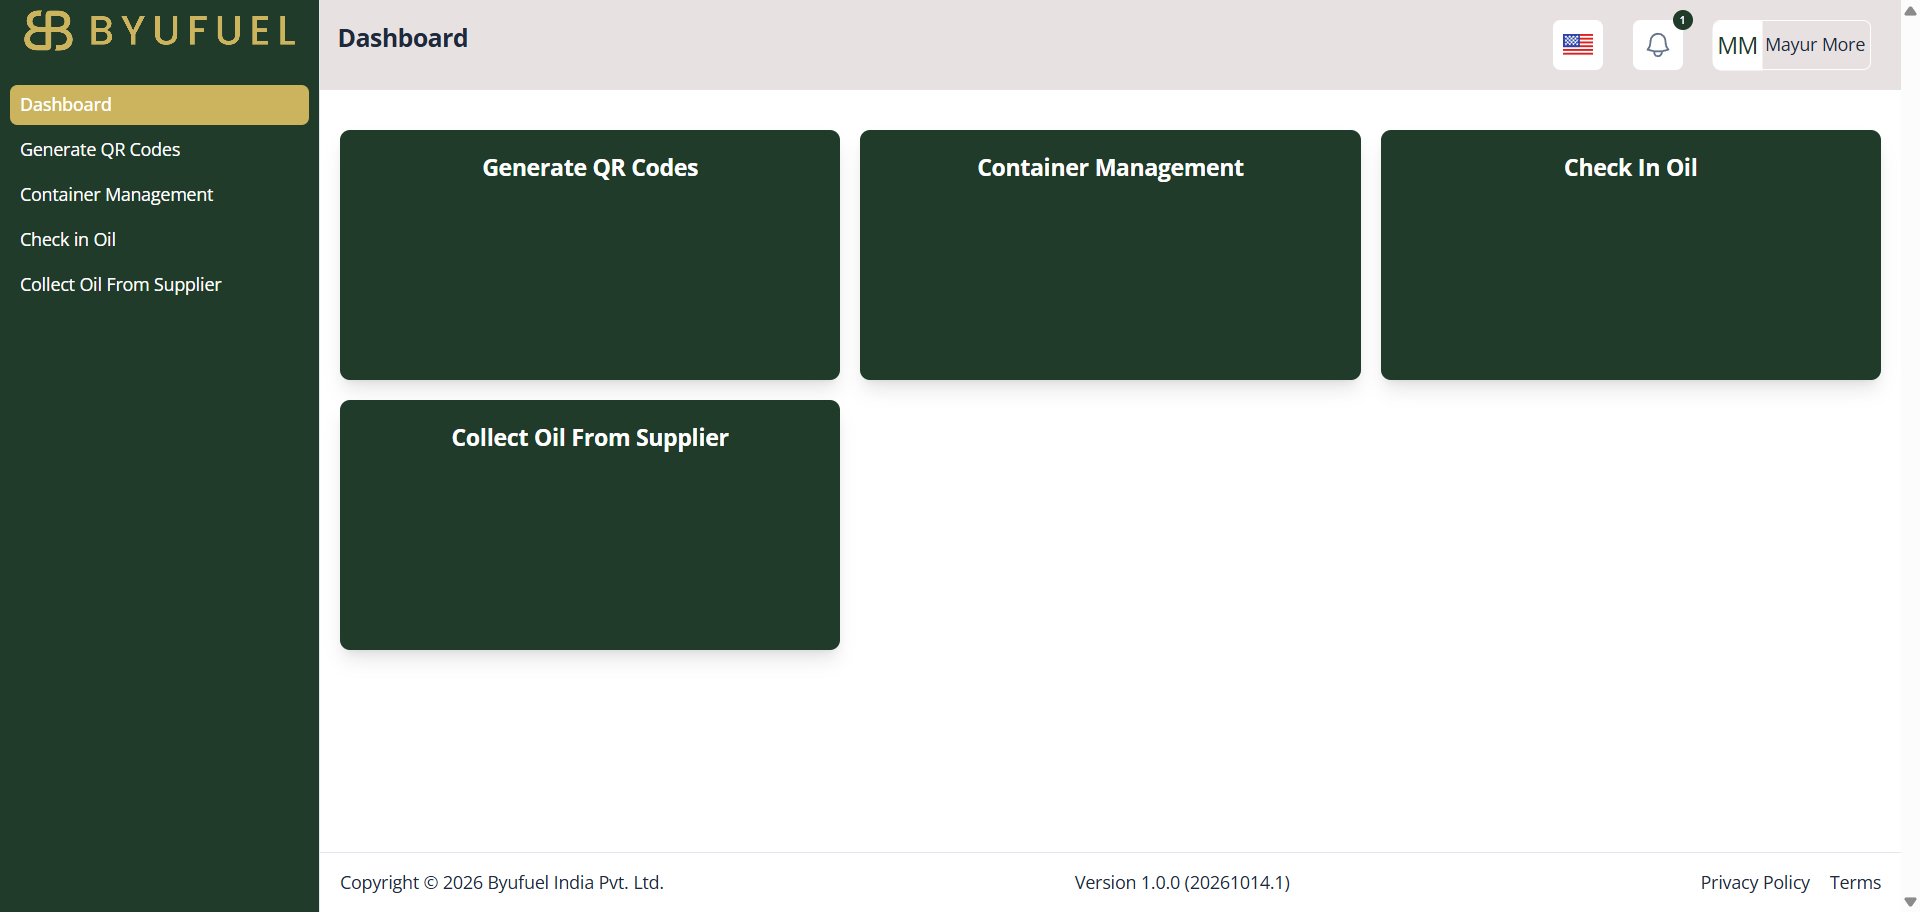 BYUFUEL
Dashboard
Generate QR Codes
Container Management
Check in Oil
Collect Oil From Supplier
Dashboard
1
MM Mayur More
Generate QR Codes
Container Management
Check In Oil
Collect Oil From Supplier
Copyright © 2026 Byufuel India Pvt. Ltd.
Version 1.0.0 (20261014.1)
Privacy Policy
Terms